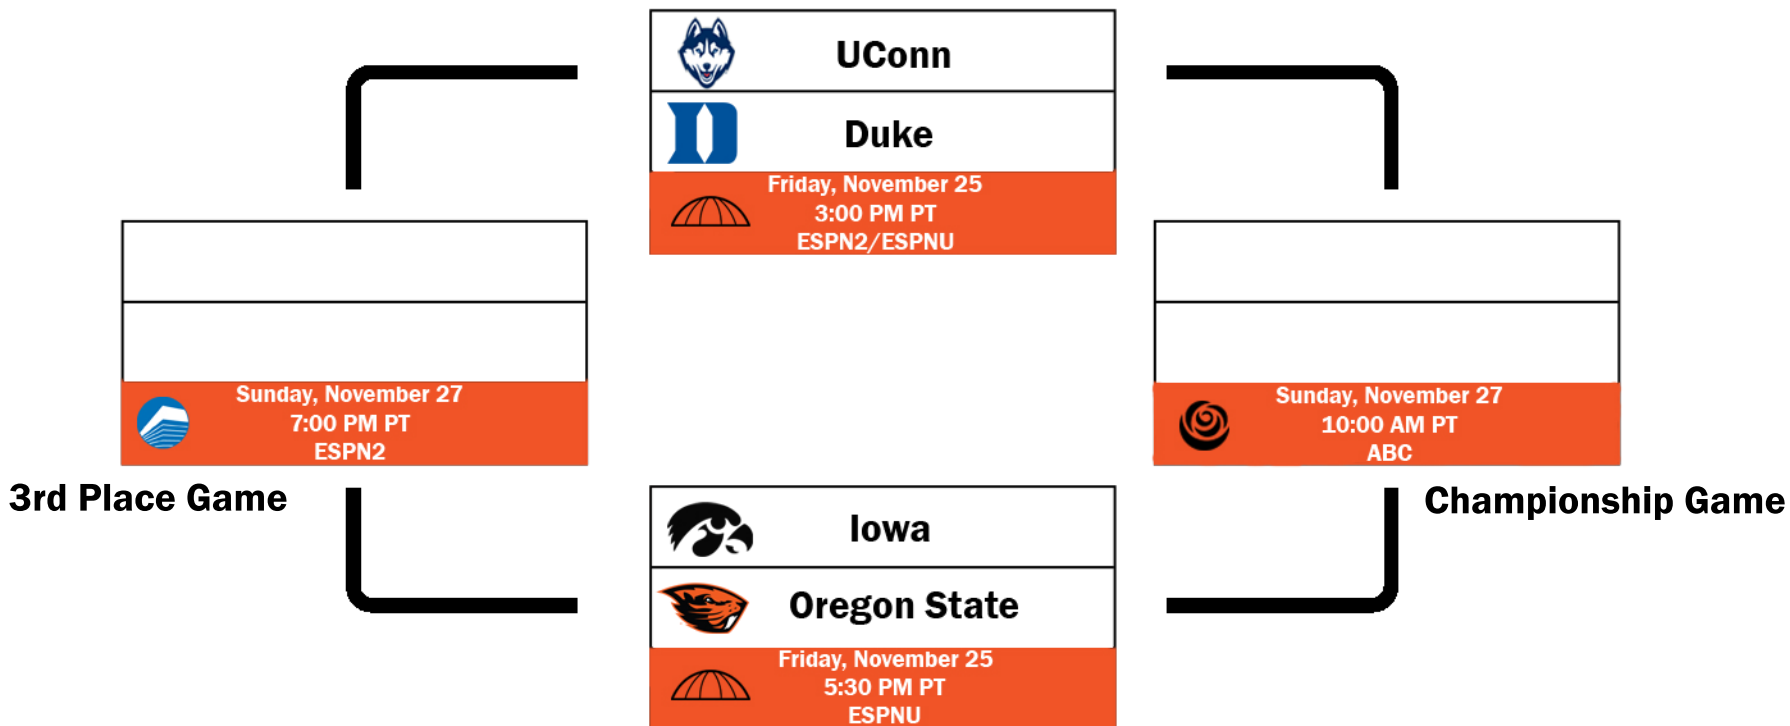 UConn
Duke
Friday, November 25
3:00 PM PT
ESPN2/ESPNU
Sunday, November 27
7:00 PM PT
ESPN2
3rd Place Game
Sunday, November 27
10:00 AM PT
ABC
Championship Game
Iowa
Oregon State
Friday, November 25
5:30 PM PT
ESPNU